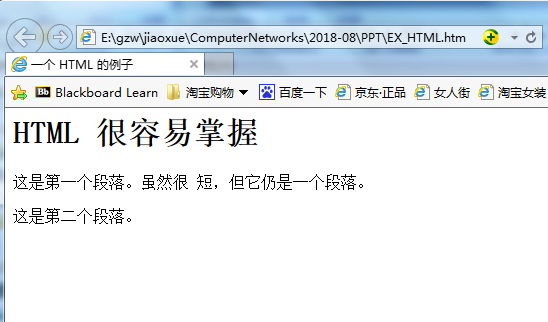 E:\gzw\jiaoxue\ComputerNetworks\2018-08\PPT\EX_HTML.htm
一个 HTML 的例子
Bb Blackboard Learn 淘宝购物 百度一下 京东·正品 女人街 淘宝女装
HTML 很容易掌握
这是第一个段落。虽然很 短，但它仍是一个段落。
这是第二个段落。